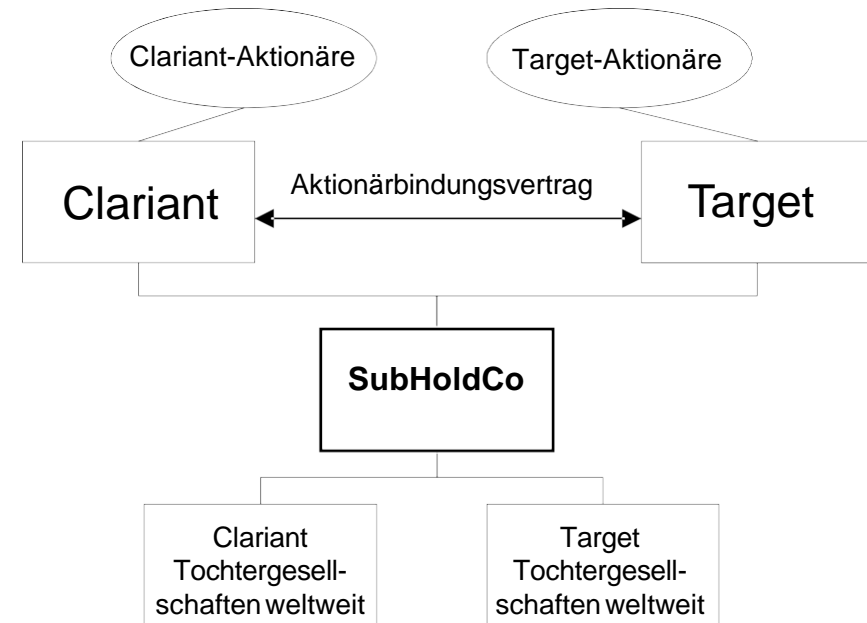 Clariant-Aktionäre
Target-Aktionäre
Clariant
Aktionärbindungsvertrag
Target
SubHoldCo
Clariant
Tochtergesell-
schaften weltweit
Target
Tochtergesell-
schaften weltweit